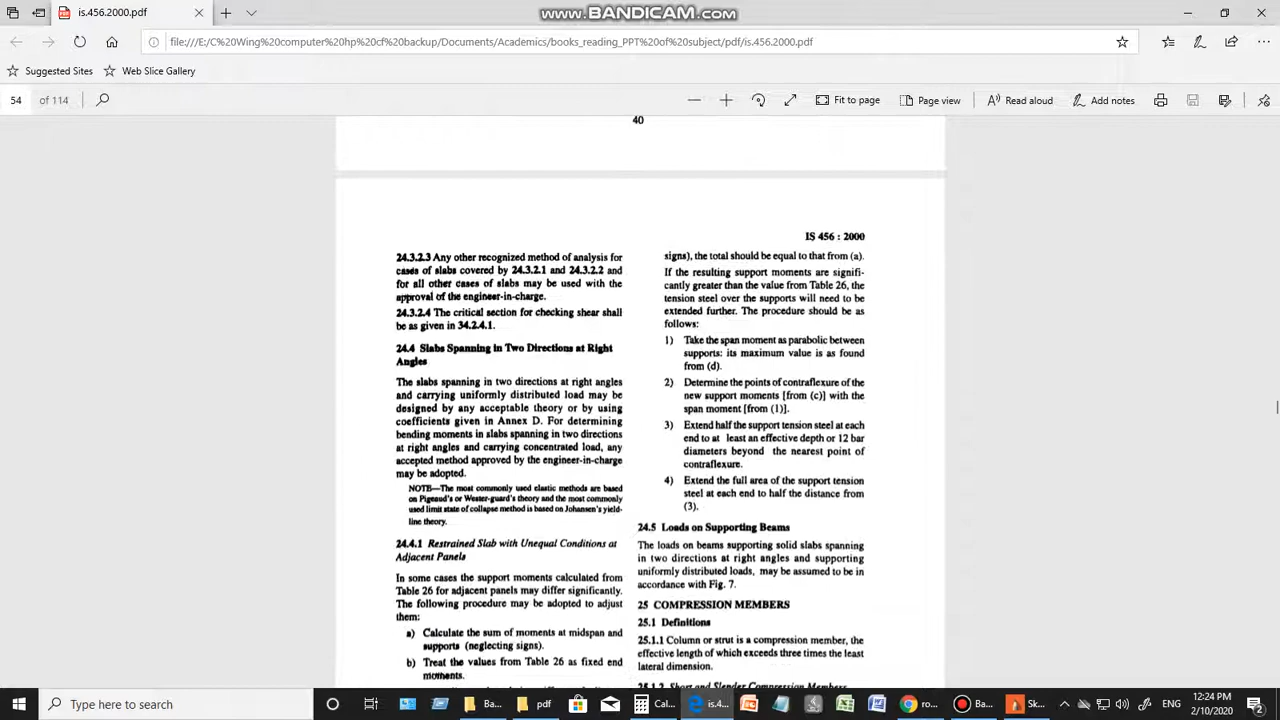 is.456.2000.pdf
WWW.BANDICAM.COM
file:///E:/C%20Wing%20computer%20hp%20cf%20backup/Documents/Academics/books_reading_PPT%20of%20subject/pdf/is.456.2000.pdf
Suggested Sites
Web Slice Gallery
54 of 114
Fit to page
Page view
Read aloud
Add notes
40
IS 456 : 2000
24.3.2.3 Any other recognized method of analysis for
cases of slabs covered by 24.3.2.1 and 24.3.2.2 and
for all other cases of slabs may be used with the
approval of the engineer-in-charge.
24.3.2.4 The critical section for checking shear shall
be as given in 34.2.4.1.
24.4 Slabs Spanning in Two Directions at Right
Angles
The slabs spanning in two directions at right angles
and carrying uniformly distributed load may be
designed by any acceptable theory or by using
coefficients given in Annex D. For determining
bending moments in slabs spanning in two directions
at right angles and carrying concentrated load, any
accepted method approved by the engineer-in-charge
may be adopted.
NOTE—The most commonly used elastic methods are based
on Pigeaud's or Wester-guard's theory and the most commonly
used limit state of collapse method is based on Johansen's yield-
line theory.
24.4.1 Restrained Slab with Unequal Conditions at
Adjacent Panels
In some cases the support moments calculated from
Table 26 for adjacent panels may differ significantly.
The following procedure may be adopted to adjust
them:
a) Calculate the sum of moments at midspan and
supports (neglecting signs).
b) Treat the values from Table 26 as fixed end
moments.
signs), the total should be equal to that from (a).
If the resulting support moments are signifi-
cantly greater than the value from Table 26, the
tension steel over the supports will need to be
extended further. The procedure should be as
follows:
1) Take the span moment as parabolic between
supports: its maximum value is as found
from (d).
2) Determine the points of contraflexure of the
new support moments [from (c)] with the
span moment [from (1)].
3) Extend half the support tension steel at each
end to at least an effective depth or 12 bar
diameters beyond the nearest point of
contraflexure.
4) Extend the full area of the support tension
steel at each end to half the distance from
(3).
24.5 Loads on Supporting Beams
The loads on beams supporting solid slabs spanning
in two directions at right angles and supporting
uniformly distributed loads, may be assumed to be in
accordance with Fig. 7.
25 COMPRESSION MEMBERS
25.1 Definitions
25.1.1 Column or strut is a compression member, the
effective length of which exceeds three times the least
lateral dimension.
25.1.2 Short and Slender Compression Members
Type here to search
Ba...
pdf
Cal...
is.4...
ro...
Ba...
Sk...
12:24 PM
2/10/2020